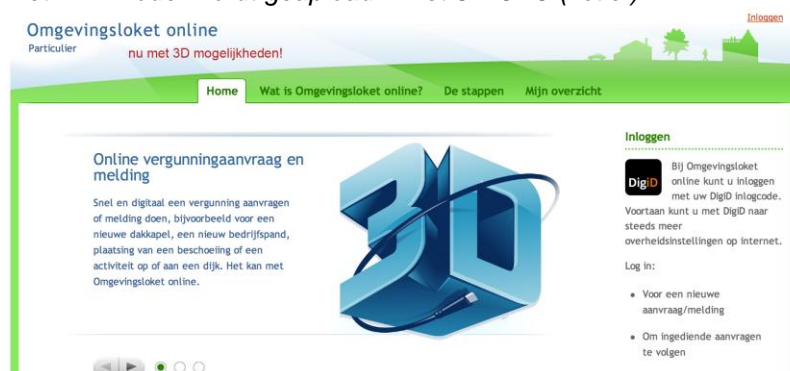 Omgevingsloket online
Particulier
nu met 3D mogelijkheden!
Inloggen
Home
Wat is Omgevingsloket online?
De stappen
Mijn overzicht
Online vergunningaanvraag en
melding
Snel en digitaal een vergunning aanvragen
of melding doen, bijvoorbeeld voor een
nieuwe dakkapel, een nieuw bedrijfspand,
plaatsing van een beschoeiing of een
activiteit op of aan een dijk. Het kan met
Omgevingsloket online.
3D
Inloggen
DigiD
Bij Omgevingsloket
online kunt u inloggen
met uw DigiD inlogcode.
Voortaan kunt u met DigiD naar
steeds meer
overheidsinstellingen op internet.
Log in:
Voor een nieuwe
aanvraag/melding
Om ingediende aanvragen
te volgen